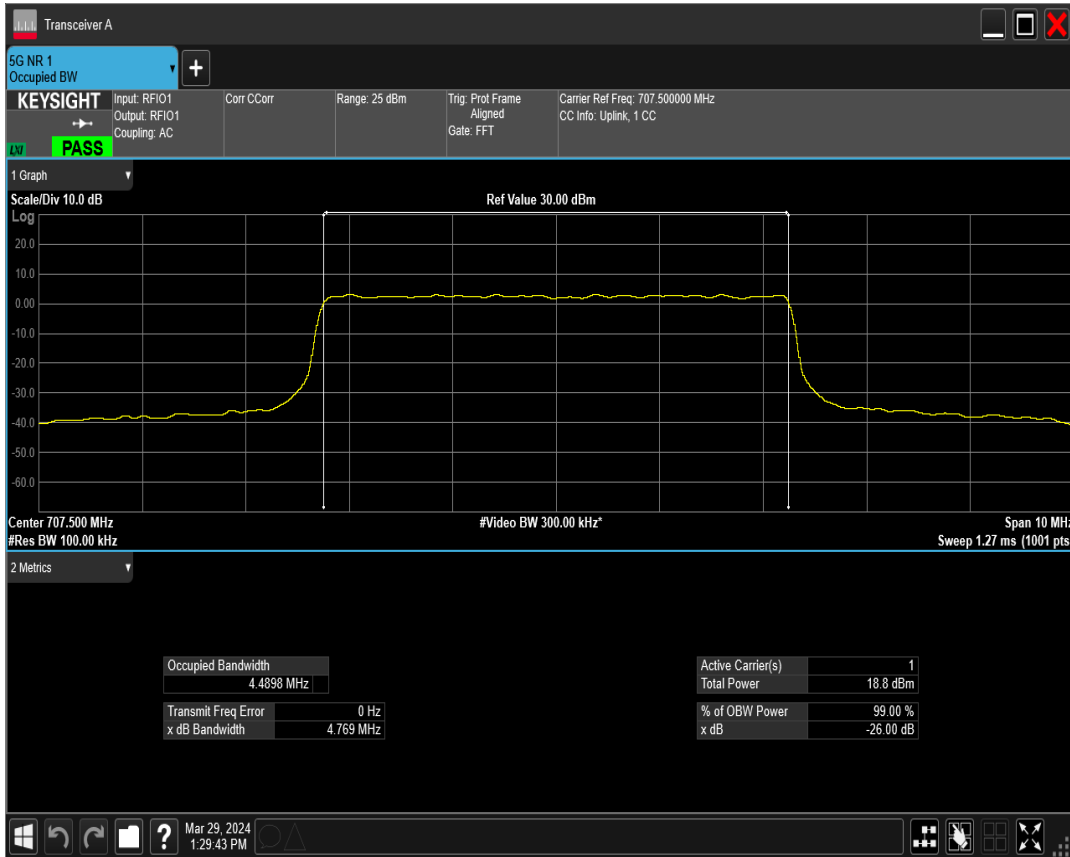 Transceiver A
5G NR 1
Occupied BW
+
KEYSIGHT
LXI
PASS
Input: RFIO1
Output: RFIO1
Coupling: AC
Corr CCorr
Range: 25 dBm
Trig: Prot Frame
Aligned
Gate: FFT
Carrier Ref Freq: 707.500000 MHz
CC Info: Uplink, 1 CC
1 Graph
Scale/Div 10.0 dB
Ref Value 30.00 dBm
Log
20.0
10.0
0.00
-10.0
-20.0
-30.0
-40.0
-50.0
-60.0
Center 707.500 MHz
#Video BW 300.00 kHz*
Span 10 MHz
#Res BW 100.00 kHz
Sweep 1.27 ms (1001 pts
2 Metrics
Occupied Bandwidth
4.4898 MHz
Transmit Freq Error 0 Hz
x dB Bandwidth 4.769 MHz
Active Carrier(s) 1
Total Power 18.8 dBm
% of OBW Power 99.00 %
x dB -26.00 dB
?
Mar 29, 2024
1:29:43 PM